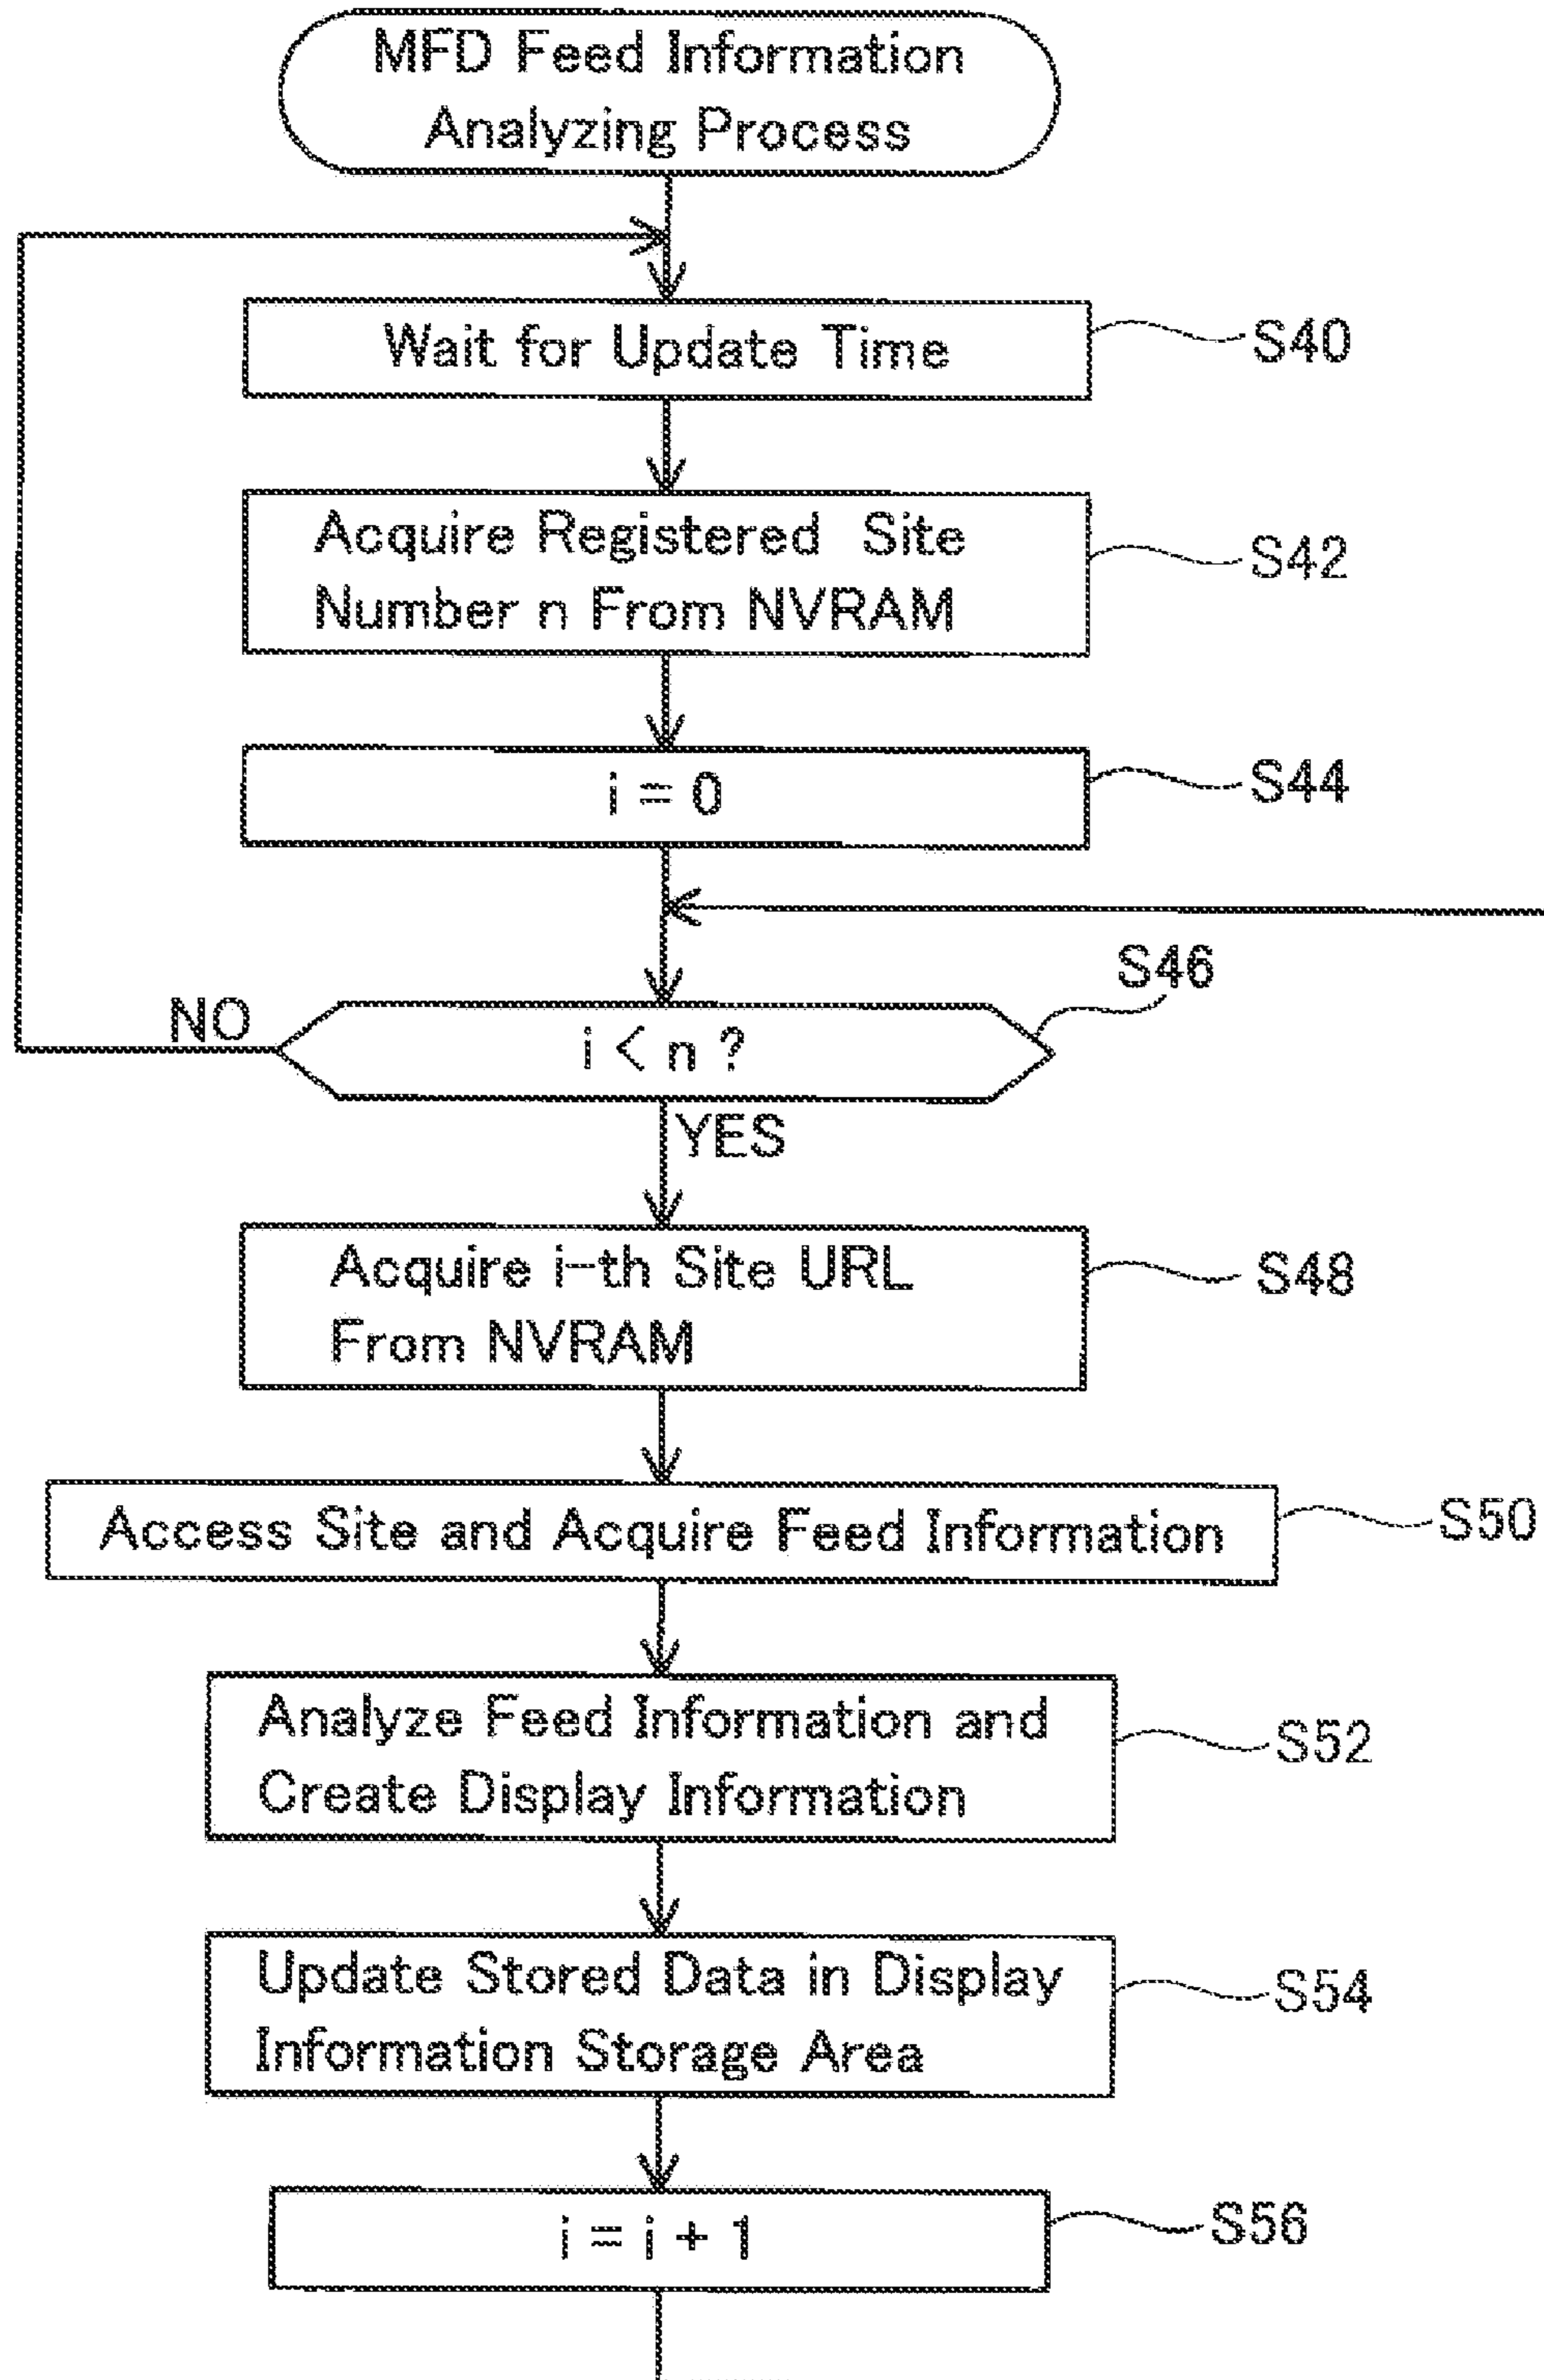 MFD Feed Information
Analyzing Process
Wait for Update Time
S40
Acquire Registered Site
Number n From NVRAM
S42
i = 0
S44
S46
NO
i < n ?
YES
Acquire i-th Site URL
From NVRAM
S48
Access Site and Acquire Feed Information
S50
Analyze Feed Information and
Create Display Information
S52
Update Stored Data in Display
Information Storage Area
S54
i = i + 1
S56